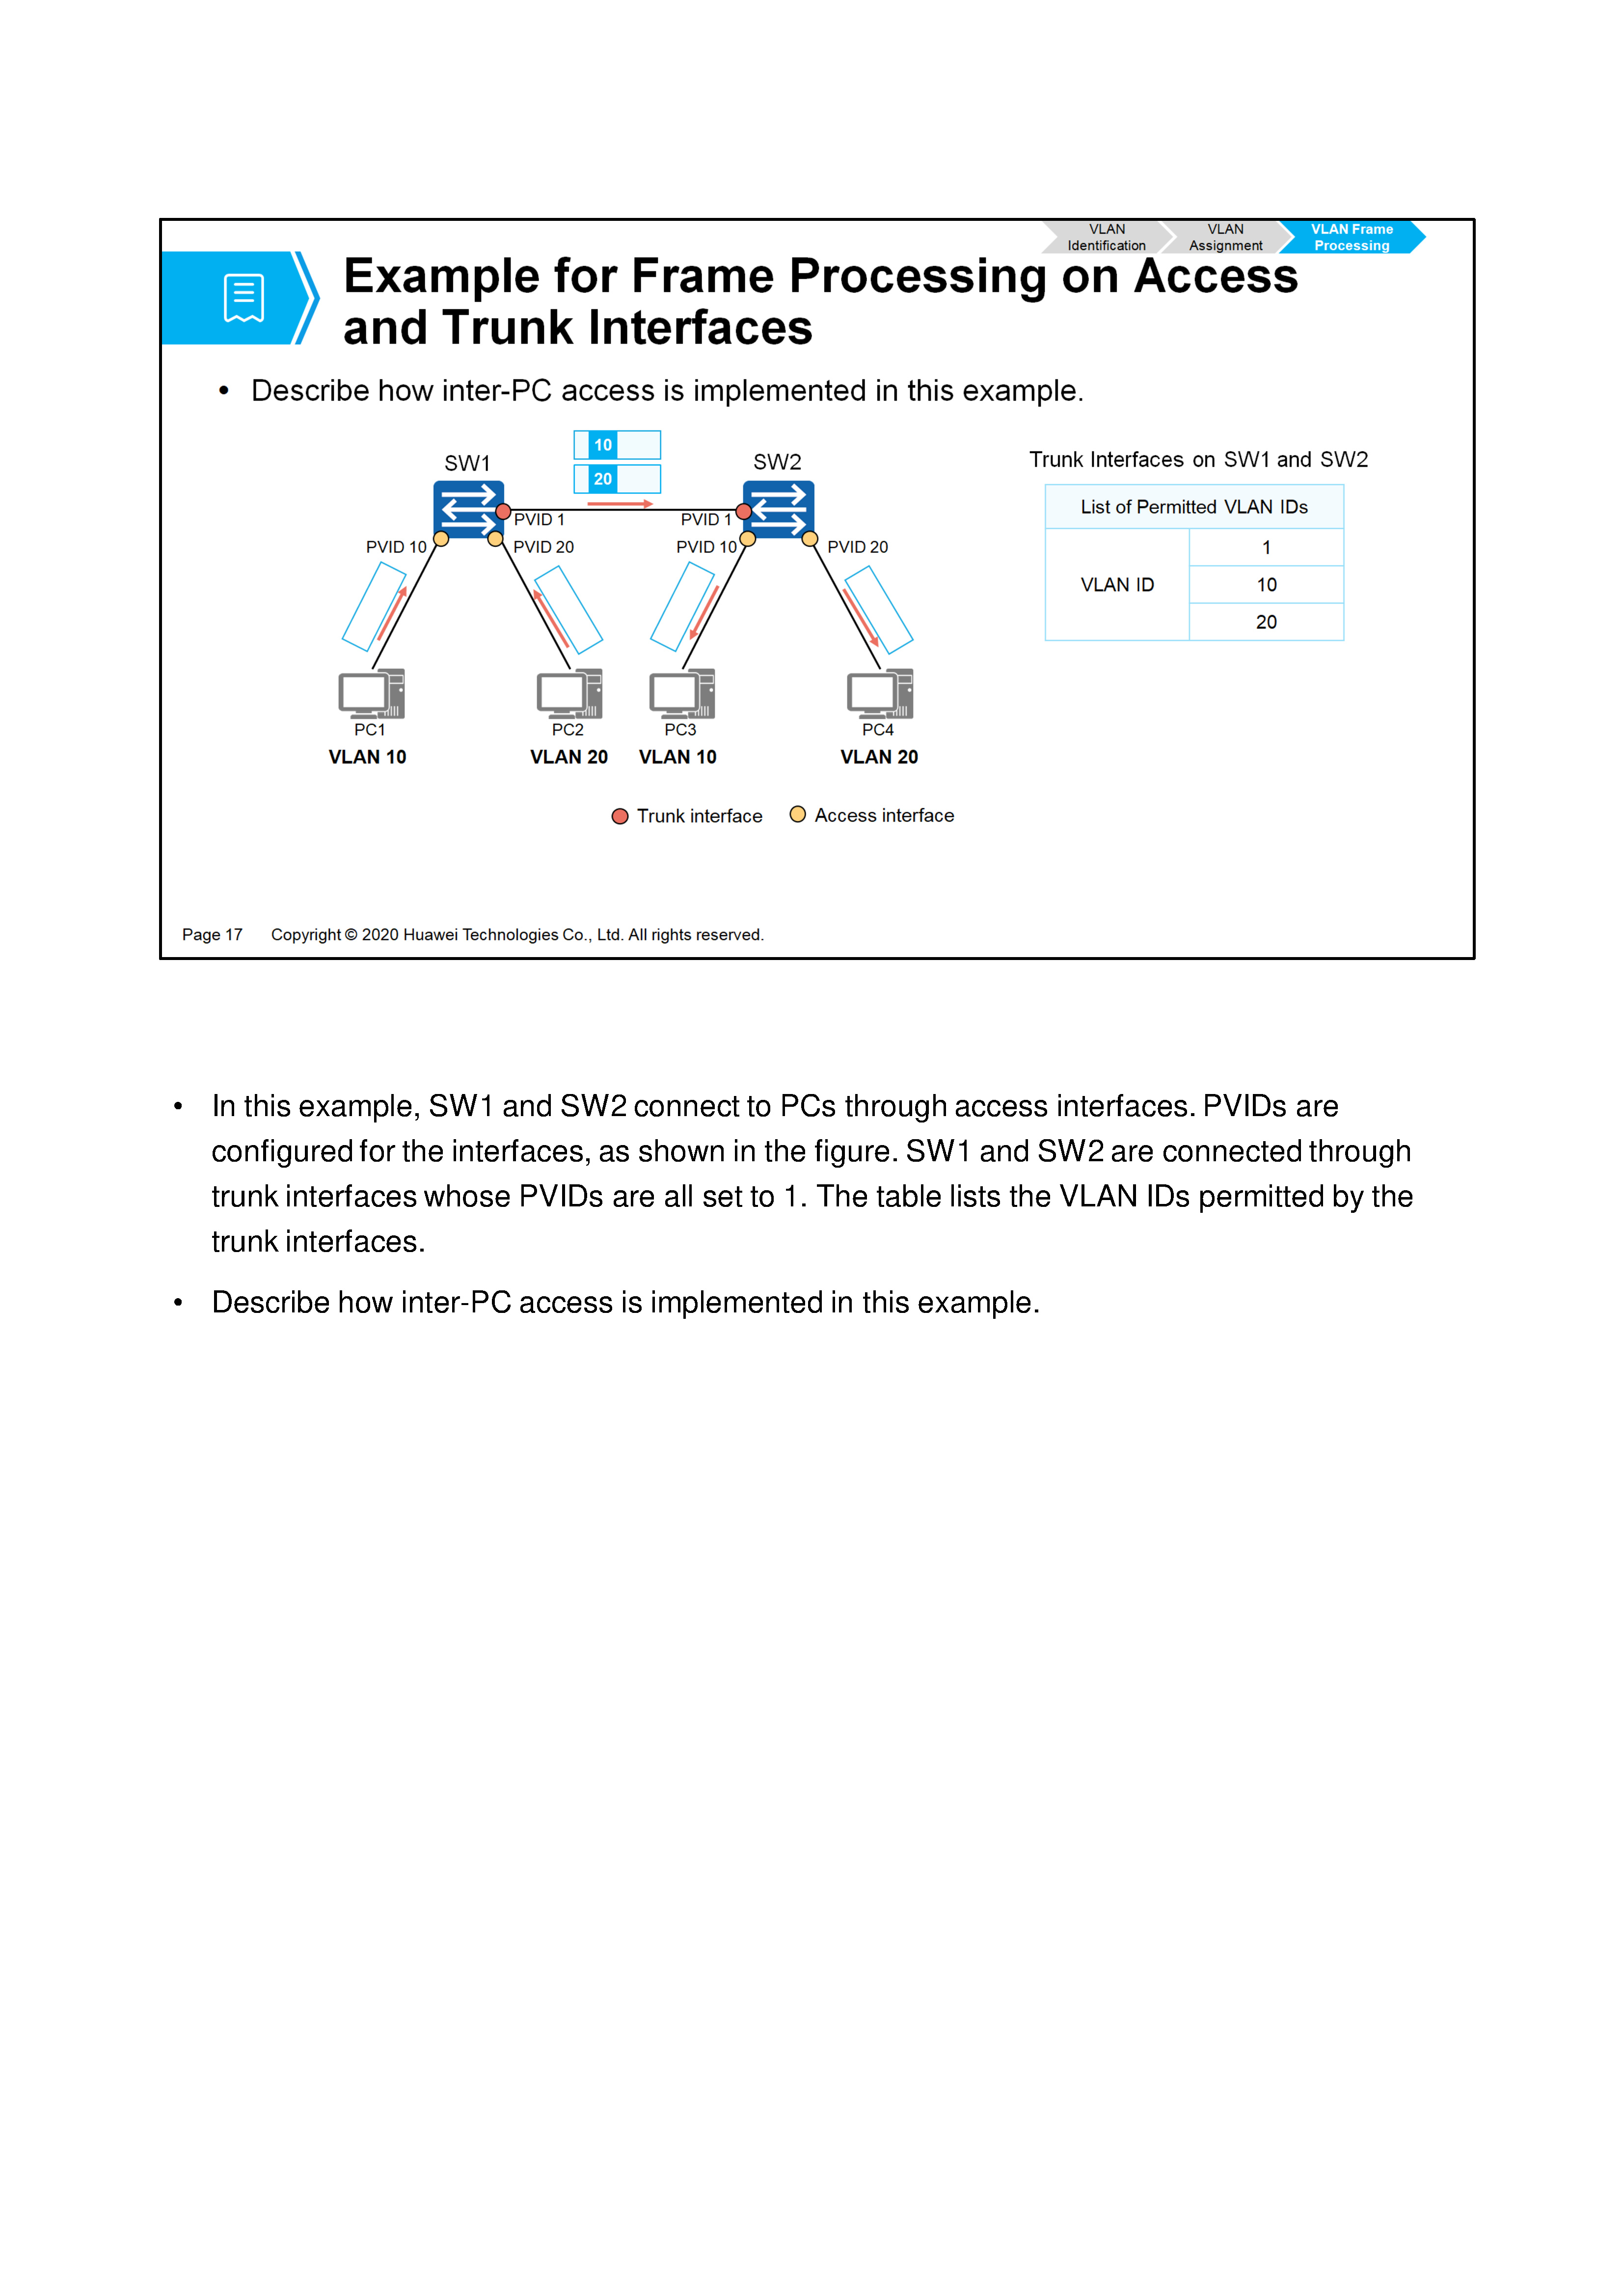 VLAN
Identification
VLAN
Assignment
VLAN Frame
Processing
Example for Frame Processing on Access
and Trunk Interfaces
• Describe how inter-PC access is implemented in this example.
10
20
SW1
SW2
PVID 1
PVID 1
PVID 10
PVID 20
PVID 10
PVID 20
PC1
PC2
PC3
PC4
VLAN 10
VLAN 20
VLAN 10
VLAN 20
Trunk interface
Access interface
Trunk Interfaces on SW1 and SW2
List of Permitted VLAN IDs
VLAN ID
1
10
20
Page 17 Copyright © 2020 Huawei Technologies Co., Ltd. All rights reserved.
• In this example, SW1 and SW2 connect to PCs through access interfaces. PVIDs are
configured for the interfaces, as shown in the figure. SW1 and SW2 are connected through
trunk interfaces whose PVIDs are all set to 1. The table lists the VLAN IDs permitted by the
trunk interfaces.
• Describe how inter-PC access is implemented in this example.